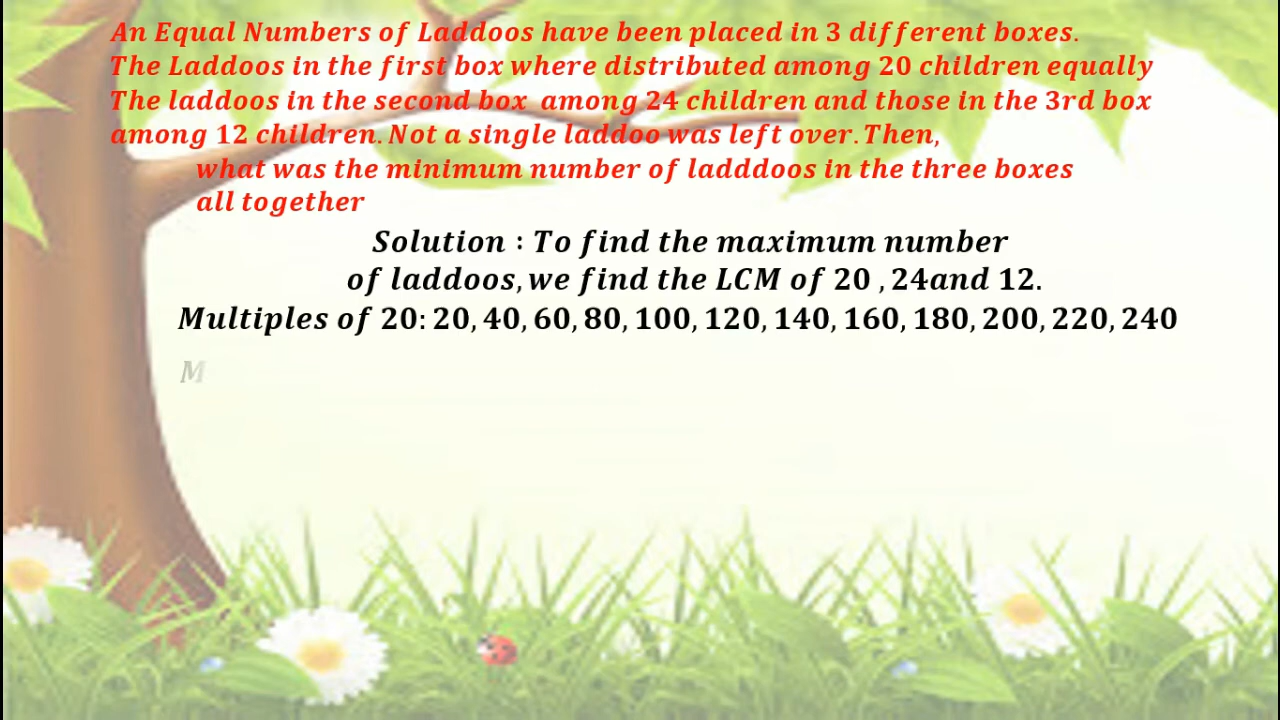 An Equal Numbers of Laddoos have been placed in 3 different boxes.
The Laddoos in the first box where distributed among 20 children equally
The laddoos in the second box among 24 children and those in the 3rd box
among 12 children. Not a single laddoo was left over. Then,
what was the minimum number of ladddoos in the three boxes
all together
Solution : To find the maximum number
of laddoos, we find the LCM of 20 , 24and 12.
Multiples of 20: 20, 40, 60, 80, 100, 120, 140, 160, 180, 200, 220, 240
M